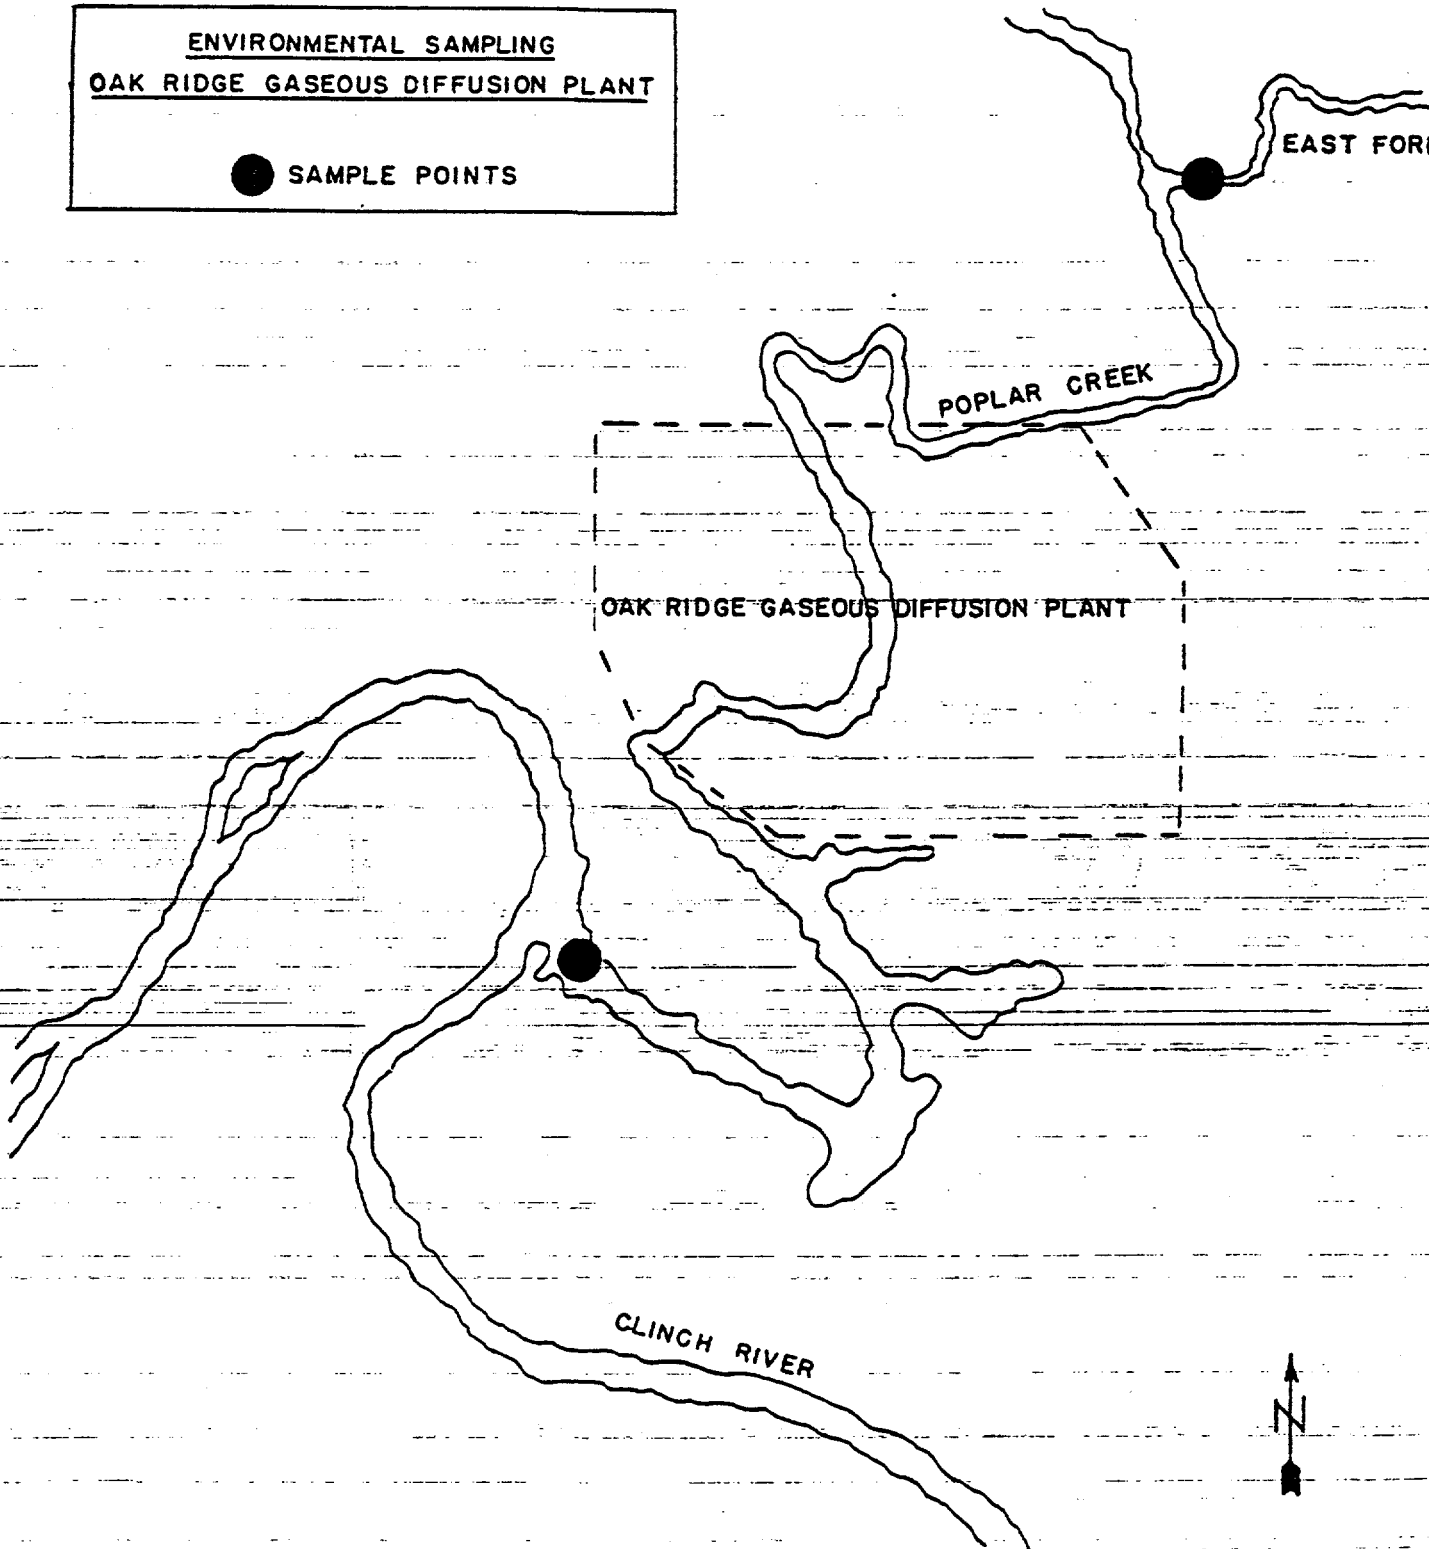 ENVIRONMENTAL SAMPLING
OAK RIDGE GASEOUS DIFFUSION PLANT
SAMPLE POINTS
EAST
POPLAR CREEK
OAK RIDGE GASEOUS DIFFUSION PLANT
CLINCH RIVER
N